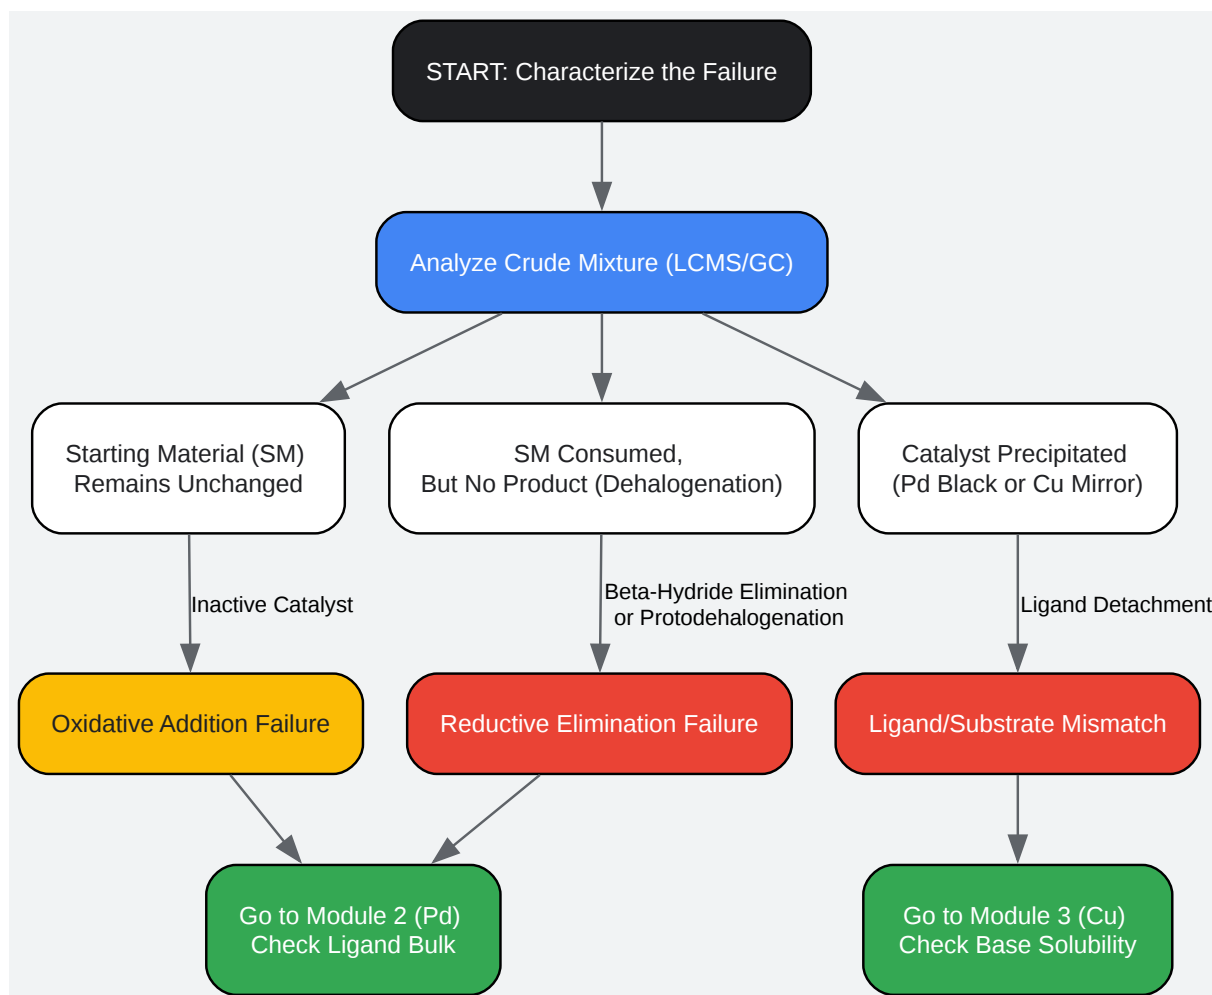 START: Characterize the Failure
Analyze Crude Mixture (LCMS/GC)
Starting Material (SM)
Remains Unchanged
SM Consumed,
But No Product (Dehalogenation)
Catalyst Precipitated
(Pd Black or Cu Mirror)
Inactive Catalyst
Beta-Hydride Elimination
or Protodehalogenation
Ligand Detachment
Oxidative Addition Failure
Reductive Elimination Failure
Ligand/Substrate Mismatch
Go to Module 2 (Pd)
Check Ligand Bulk
Go to Module 3 (Cu)
Check Base Solubility